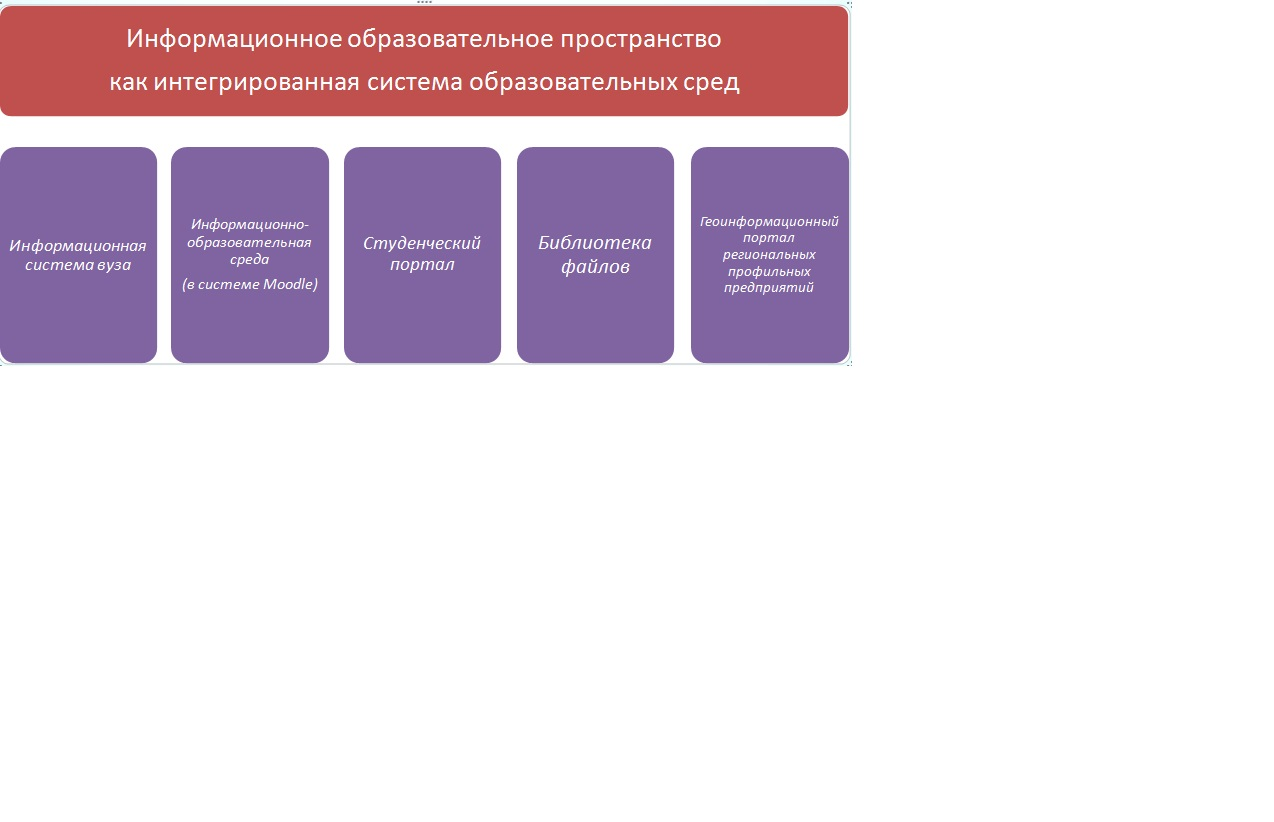 Информационное образовательное пространство
как интегрированная система образовательных сред
Информационная
система вуза
Информационно-
образовательная
среда
(в системе Moodle)
Студенческий
портал
Библиотека
файлов
Геоинформационный
портал
региональных
профильных
предприятий